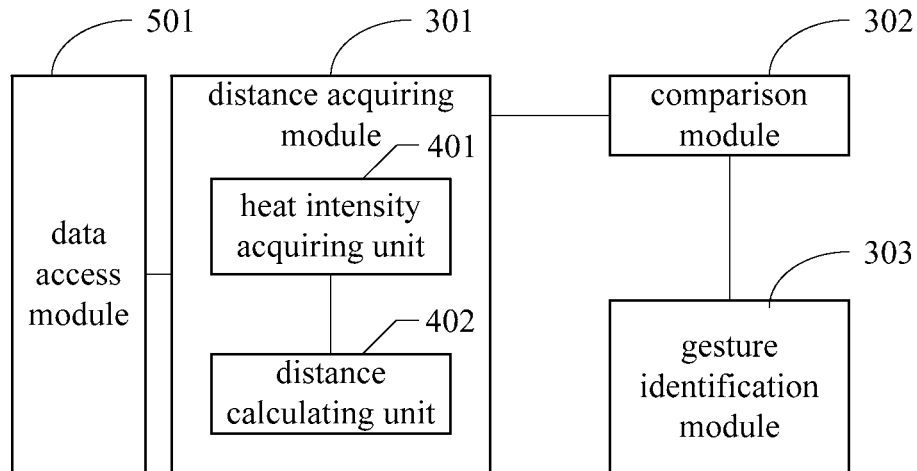 501
301
302
distance acquiring
module
comparison
module
401
heat intensity
acquiring unit
data
access
module
303
402
distance
calculating unit
gesture
identification
module